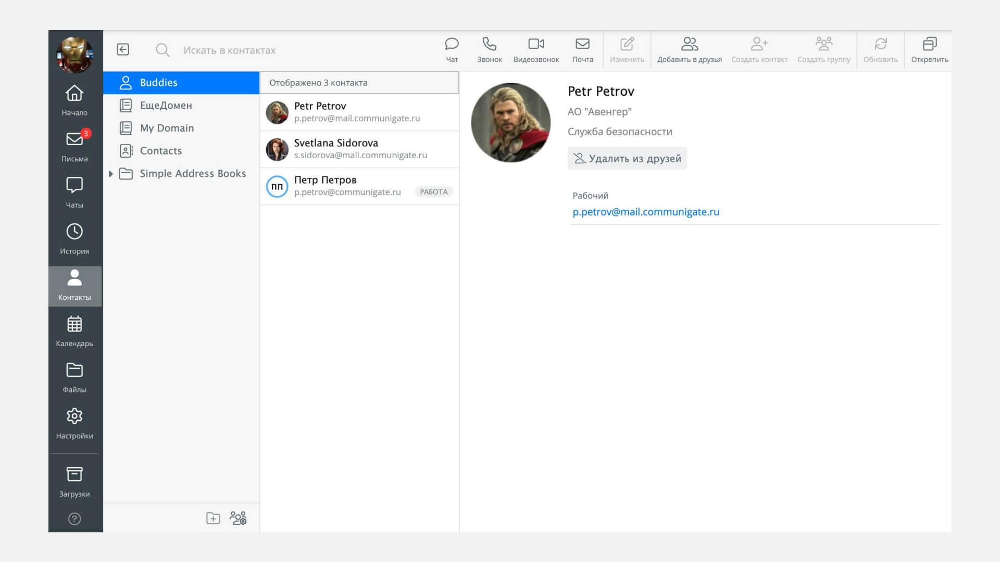 Искать в контактах
Чат
Звонок
Видеозвонок
Почта
Изменить
Добавить в друзья
Создать контакт
Создать группу
Обновить
Открепить
Начало
3
Письма
Чаты
История
Контакты
Календарь
Файлы
Настройки
Загрузки
?
Buddies
ЕщеДомен
My Domain
Contacts
Simple Address Books
Отображено 3 контакта
Petr Petrov
p.petrov@mail.communigate.ru
Svetlana Sidorova
s.sidorova@mail.communigate.ru
ПП
Петр Петров
p.petrov@communigate.ru
РАБОТА
Petr Petrov
АО "Авенгер"
Служба безопасности
Удалить из друзей
Рабочий
p.petrov@mail.communigate.ru